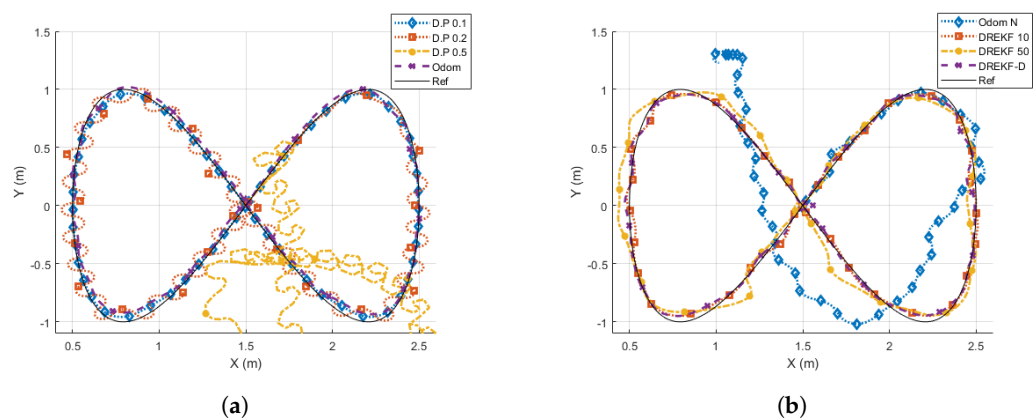 1.5
D.P 0.1
D.P 0.2
D.P 0.5
Odom
Ref
1
0.5
0
-0.5
-1
Y (m)
0.5 1 1.5 2 2.5
X (m)
(a)
1.5
Odom N
DREKF 10
DREKF 50
DREKF-D
Ref
1
0.5
0
-0.5
-1
Y (m)
0.5 1 1.5 2 2.5
X (m)
(b)